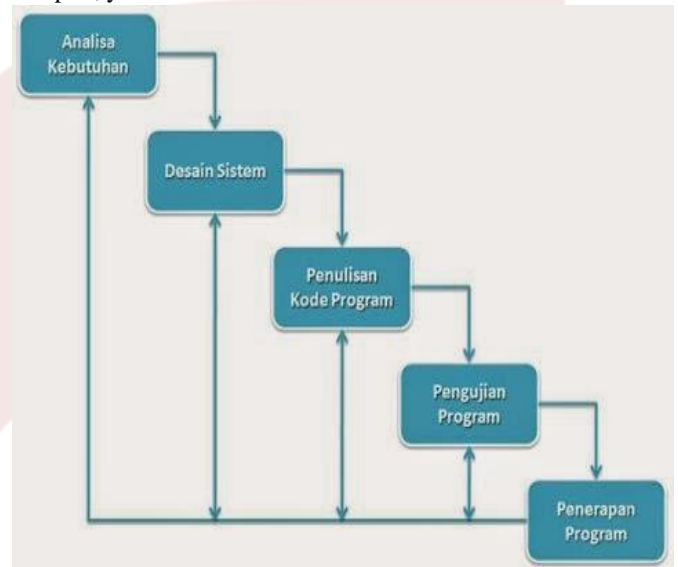 Analisa
Kebutuhan
Desain Sistem
Penulisan
Kode Program
Pengujian
Program
Penerapan
Program